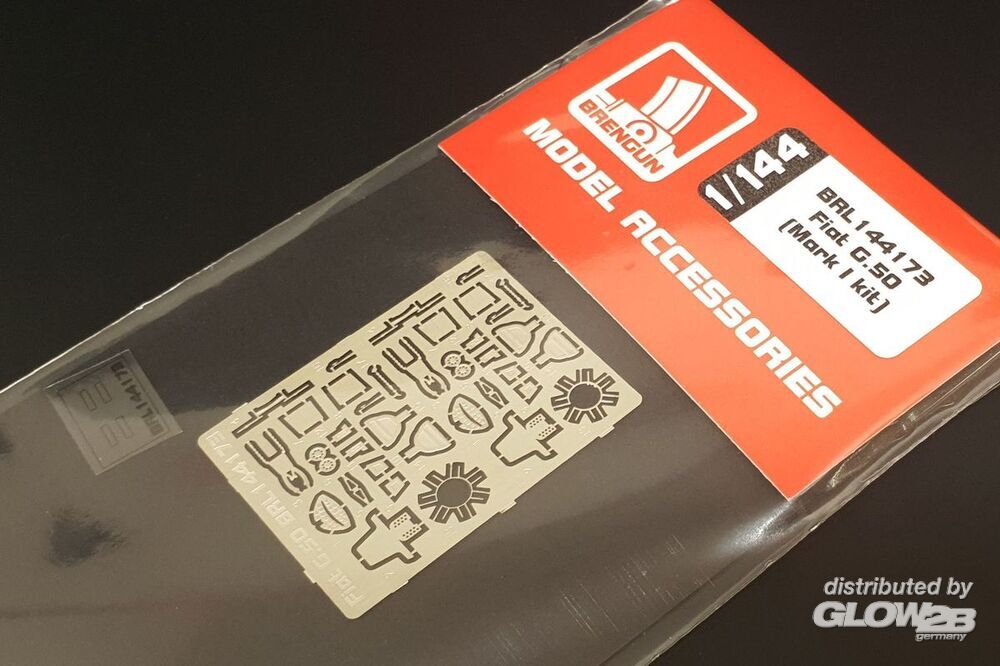 BRENGUN
MODEL ACCESSORIES
1/144
BRL144173
Fiat G.50
(Mark I kit)
BRL144173
Fiat G.50 BRL144173
distributed by
GLOW2B
germany